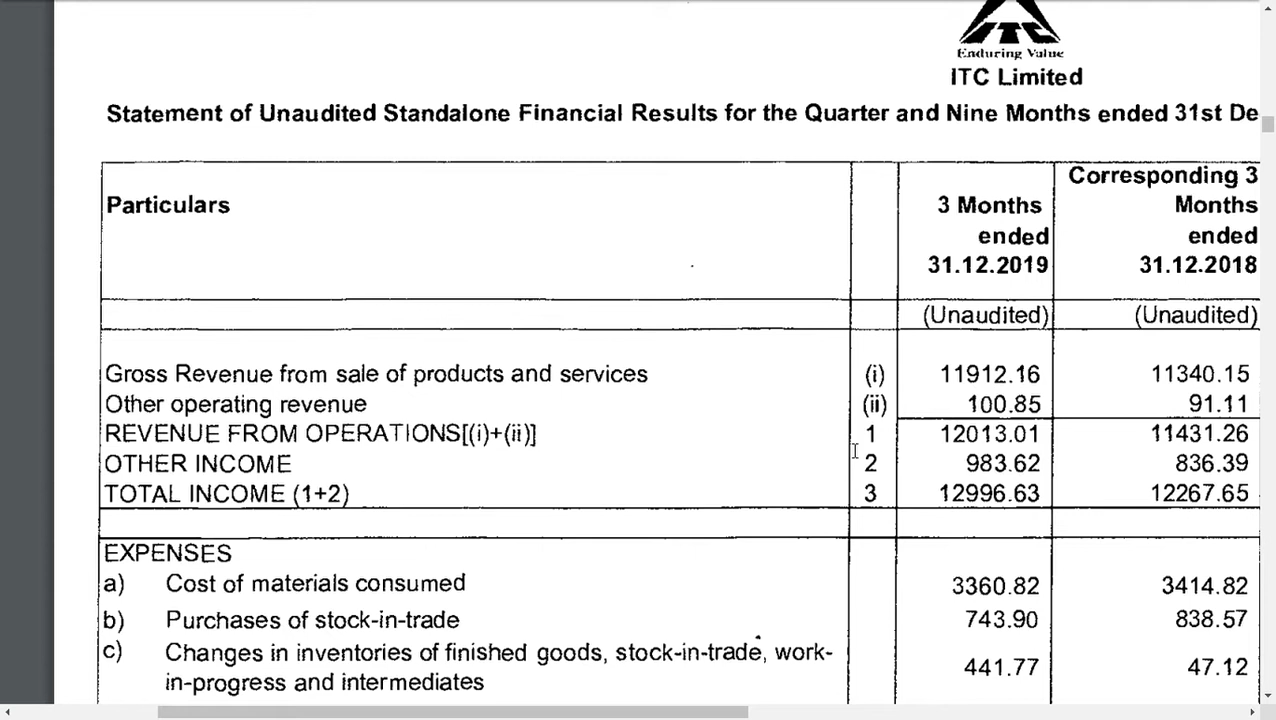 ITC
Enduring Value
ITC Limited
Statement of Unaudited Standalone Financial Results for the Quarter and Nine Months ended 31st De
Particulars 3 Months ended 31.12.2019 Corresponding 3 Months ended 31.12.2018
(Unaudited) (Unaudited)
Gross Revenue from sale of products and services (i) 11912.16 11340.15
Other operating revenue (ii) 100.85 91.11
REVENUE FROM OPERATIONS[(i)+(ii)] 1 12013.01 11431.26
OTHER INCOME 2 983.62 836.39
TOTAL INCOME (1+2) 3 12996.63 12267.65
EXPENSES
a) Cost of materials consumed 3360.82 3414.82
b) Purchases of stock-in-trade 743.90 838.57
c) Changes in inventories of finished goods, stock-in-trade, work-
in-progress and intermediates 441.77 47.12